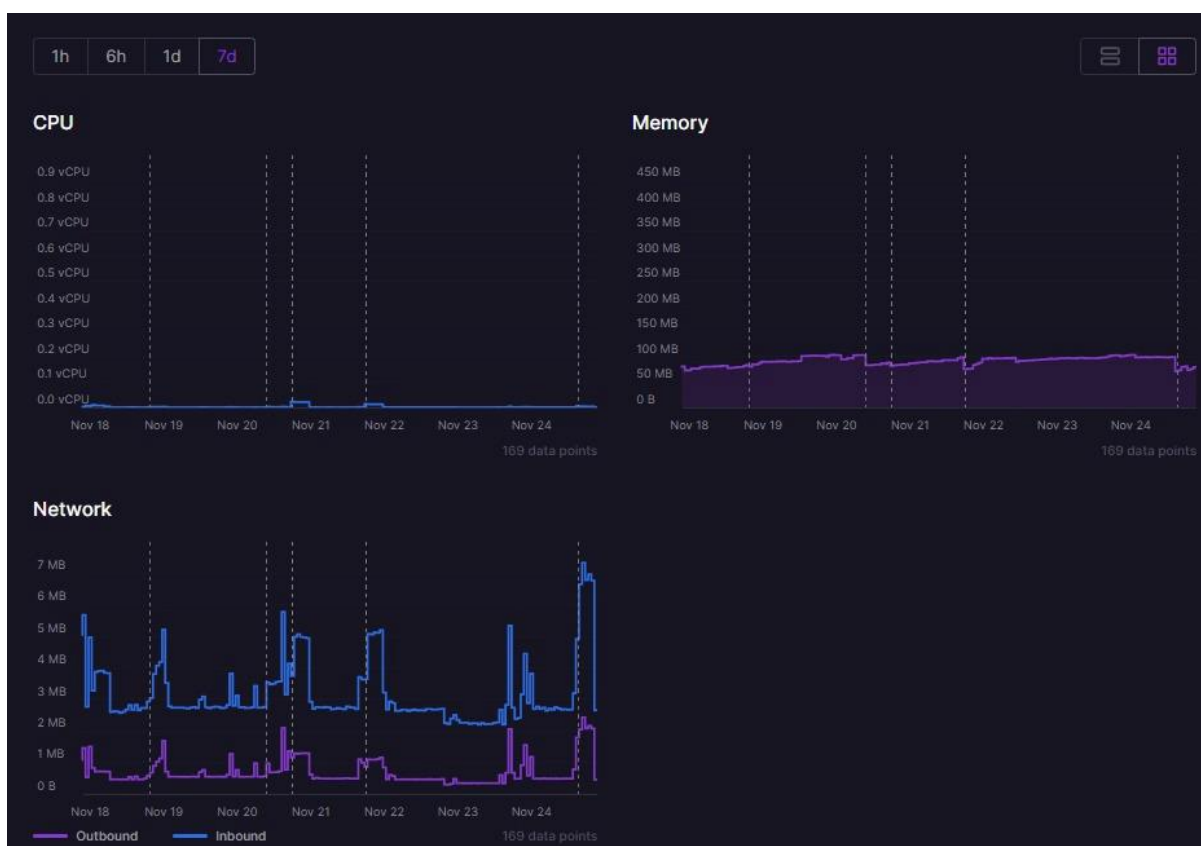 1h 6h 1d 7d
CPU
0.9 vCPU
0.8 vCPU
0.7 vCPU
0.6 vCPU
0.5 vCPU
0.4 vCPU
0.3 vCPU
0.2 vCPU
0.1 vCPU
0.0 vCPU
Nov 18 Nov 19 Nov 20 Nov 21 Nov 22 Nov 23 Nov 24
169 data points
Memory
450 MB
400 MB
350 MB
300 MB
250 MB
200 MB
150 MB
100 MB
50 MB
0 B
Nov 18 Nov 19 Nov 20 Nov 21 Nov 22 Nov 23 Nov 24
169 data points
Network
7 MB
6 MB
5 MB
4 MB
3 MB
2 MB
1 MB
0 B
Nov 18 Nov 19 Nov 20 Nov 21 Nov 22 Nov 23 Nov 24
Outbound Inbound 169 data points